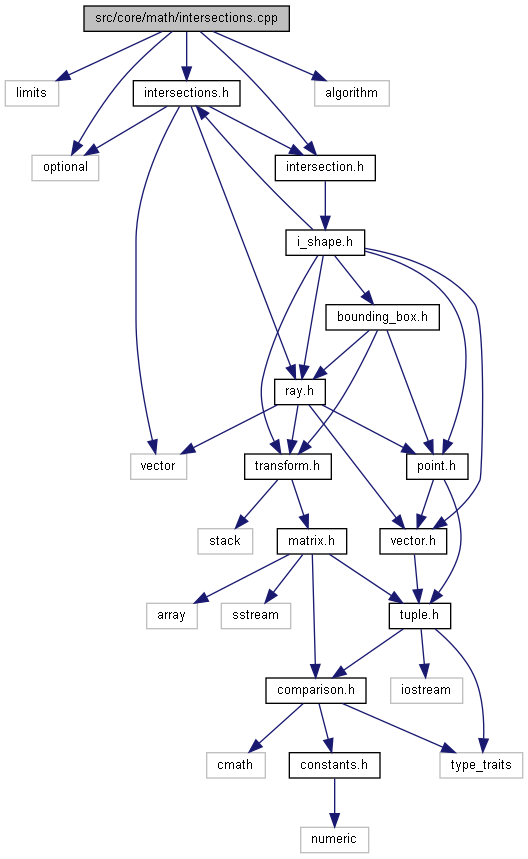 src/core/math/intersections.cpp
limits
intersections.h
algorithm
optional
intersection.h
i_shape.h
bounding_box.h
ray.h
vector
transform.h
point.h
stack
matrix.h
vector.h
array
sstream
tuple.h
comparison.h
iostream
cmath
constants.h
type_traits
numeric